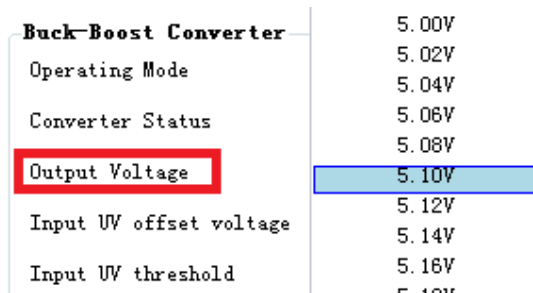 Buck-Boost Converter
Operating Mode
Converter Status
Output Voltage
Input UV offset voltage
Input UV threshold
5.00V
5.02V
5.04V
5.06V
5.08V
5.10V
5.12V
5.14V
5.16V